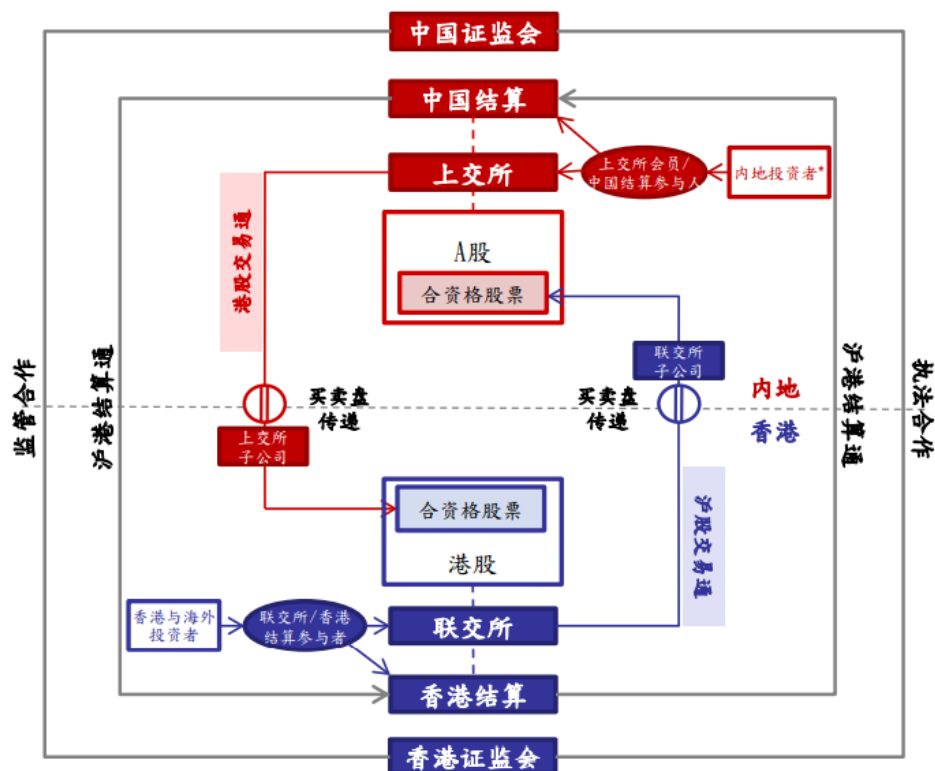 中国证监会
中国结算
上交所
上交所会员/
中国结算参与人
内地投资者*
港股交易通
A股
合资格股票
联交所
子公司
监管合作
沪港结算通
买卖盘
传递
买卖盘
传递
内地
香港
沪港结算通
执法合作
上交所
子公司
合资格股票
港股
沪股交易通
香港与海外
投资者
联交所/香港
结算参与者
联交所
香港结算
香港证监会